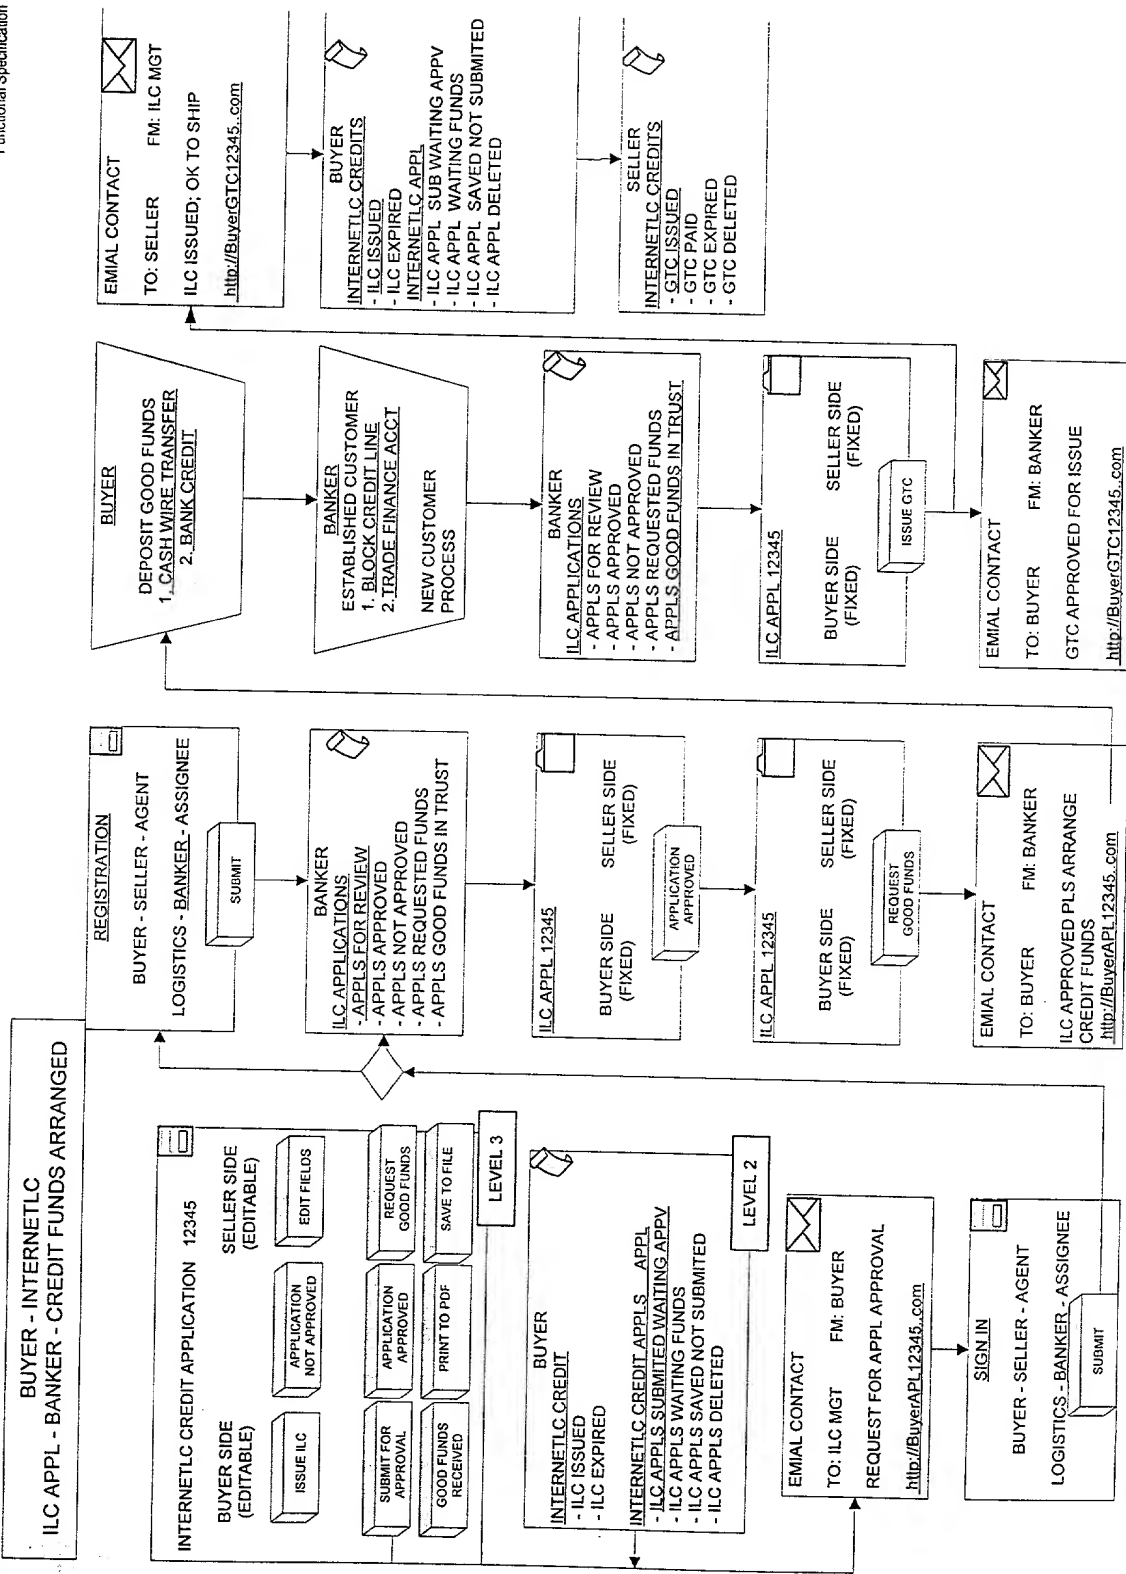 Functional Specification
BUYER - INTERNETLC
ILC APPL - BANKER - CREDIT FUNDS ARRANGED
INTERNETLC CREDIT APPLICATION 12345
BUYER SIDE SELLER SIDE
(EDITABLE) (EDITABLE)
ISSUE ILC
APPLICATION
NOT APPROVED
EDIT FIELDS
SUBMIT FOR
APPROVAL
APPLICATION
APPROVED
REQUEST
GOOD FUNDS
GOOD FUNDS
RECEIVED
PRINT TO PDF
SAVE TO FILE
LEVEL 3
BUYER
INTERNETLC CREDIT
- ILC ISSUED
- ILC EXPIRED
INTERNETLC CREDIT APPLS APPL
- ILC APPLS SUBMITED WAITING APPV
- ILC APPLS WAITING FUNDS
- ILC APPLS SAVED NOT SUBMITED
- ILC APPLS DELETED
LEVEL 2
EMIAL CONTACT
TO: ILC MGT FM: BUYER
REQUEST FOR APPL APPROVAL
http://BuyerAPL12345..com
SIGN IN
BUYER - SELLER - AGENT
LOGISTICS - BANKER - ASSIGNEE
SUBMIT
REGISTRATION
BUYER - SELLER - AGENT
LOGISTICS - BANKER - ASSIGNEE
SUBMIT
BANKER
ILC APPLICATIONS
- APPLS FOR REVIEW
- APPLS APPROVED
- APPLS NOT APPROVED
- APPLS REQUESTED FUNDS
- APPLS GOOD FUNDS IN TRUST
ILC APPL 12345
BUYER SIDE SELLER SIDE
(FIXED) (FIXED)
APPLICATION
APPROVED
ILC APPL 12345
BUYER SIDE SELLER SIDE
(FIXED) (FIXED)
REQUEST
GOOD FUNDS
EMIAL CONTACT
TO: BUYER FM: BANKER
ILC APPROVED PLS ARRANGE
CREDIT FUNDS
http://BuyerAPL12345..com
BUYER
DEPOSIT GOOD FUNDS
1. CASH WIRE TRANSFER
2. BANK CREDIT
BANKER
ESTABLISHED CUSTOMER
1. BLOCK CREDIT LINE
2. TRADE FINANCE ACCT
NEW CUSTOMER
PROCESS
BANKER
ILC APPLICATIONS
- APPLS FOR REVIEW
- APPLS APPROVED
- APPLS NOT APPROVED
- APPLS REQUESTED FUNDS
- APPLS GOOD FUNDS IN TRUST
ILC APPL 12345
BUYER SIDE SELLER SIDE
(FIXED) (FIXED)
ISSUE GTC
EMIAL CONTACT
TO: BUYER FM: BANKER
GTC APPROVED FOR ISSUE
http://BuyerGTC12345..com
EMIAL CONTACT
TO: SELLER FM: ILC MGT
ILC ISSUED; OK TO SHIP
http://BuyerGTC12345..com
BUYER
INTERNETLC CREDITS
- ILC ISSUED
- ILC EXPIRED
INTERNETLC APPL
- ILC APPL SUB WAITING APPV
- ILC APPL WAITING FUNDS
- ILC APPL SAVED NOT SUBMITED
- ILC APPL DELETED
SELLER
INTERNETLC CREDITS
- GTC ISSUED
- GTC PAID
- GTC EXPIRED
- GTC DELETED